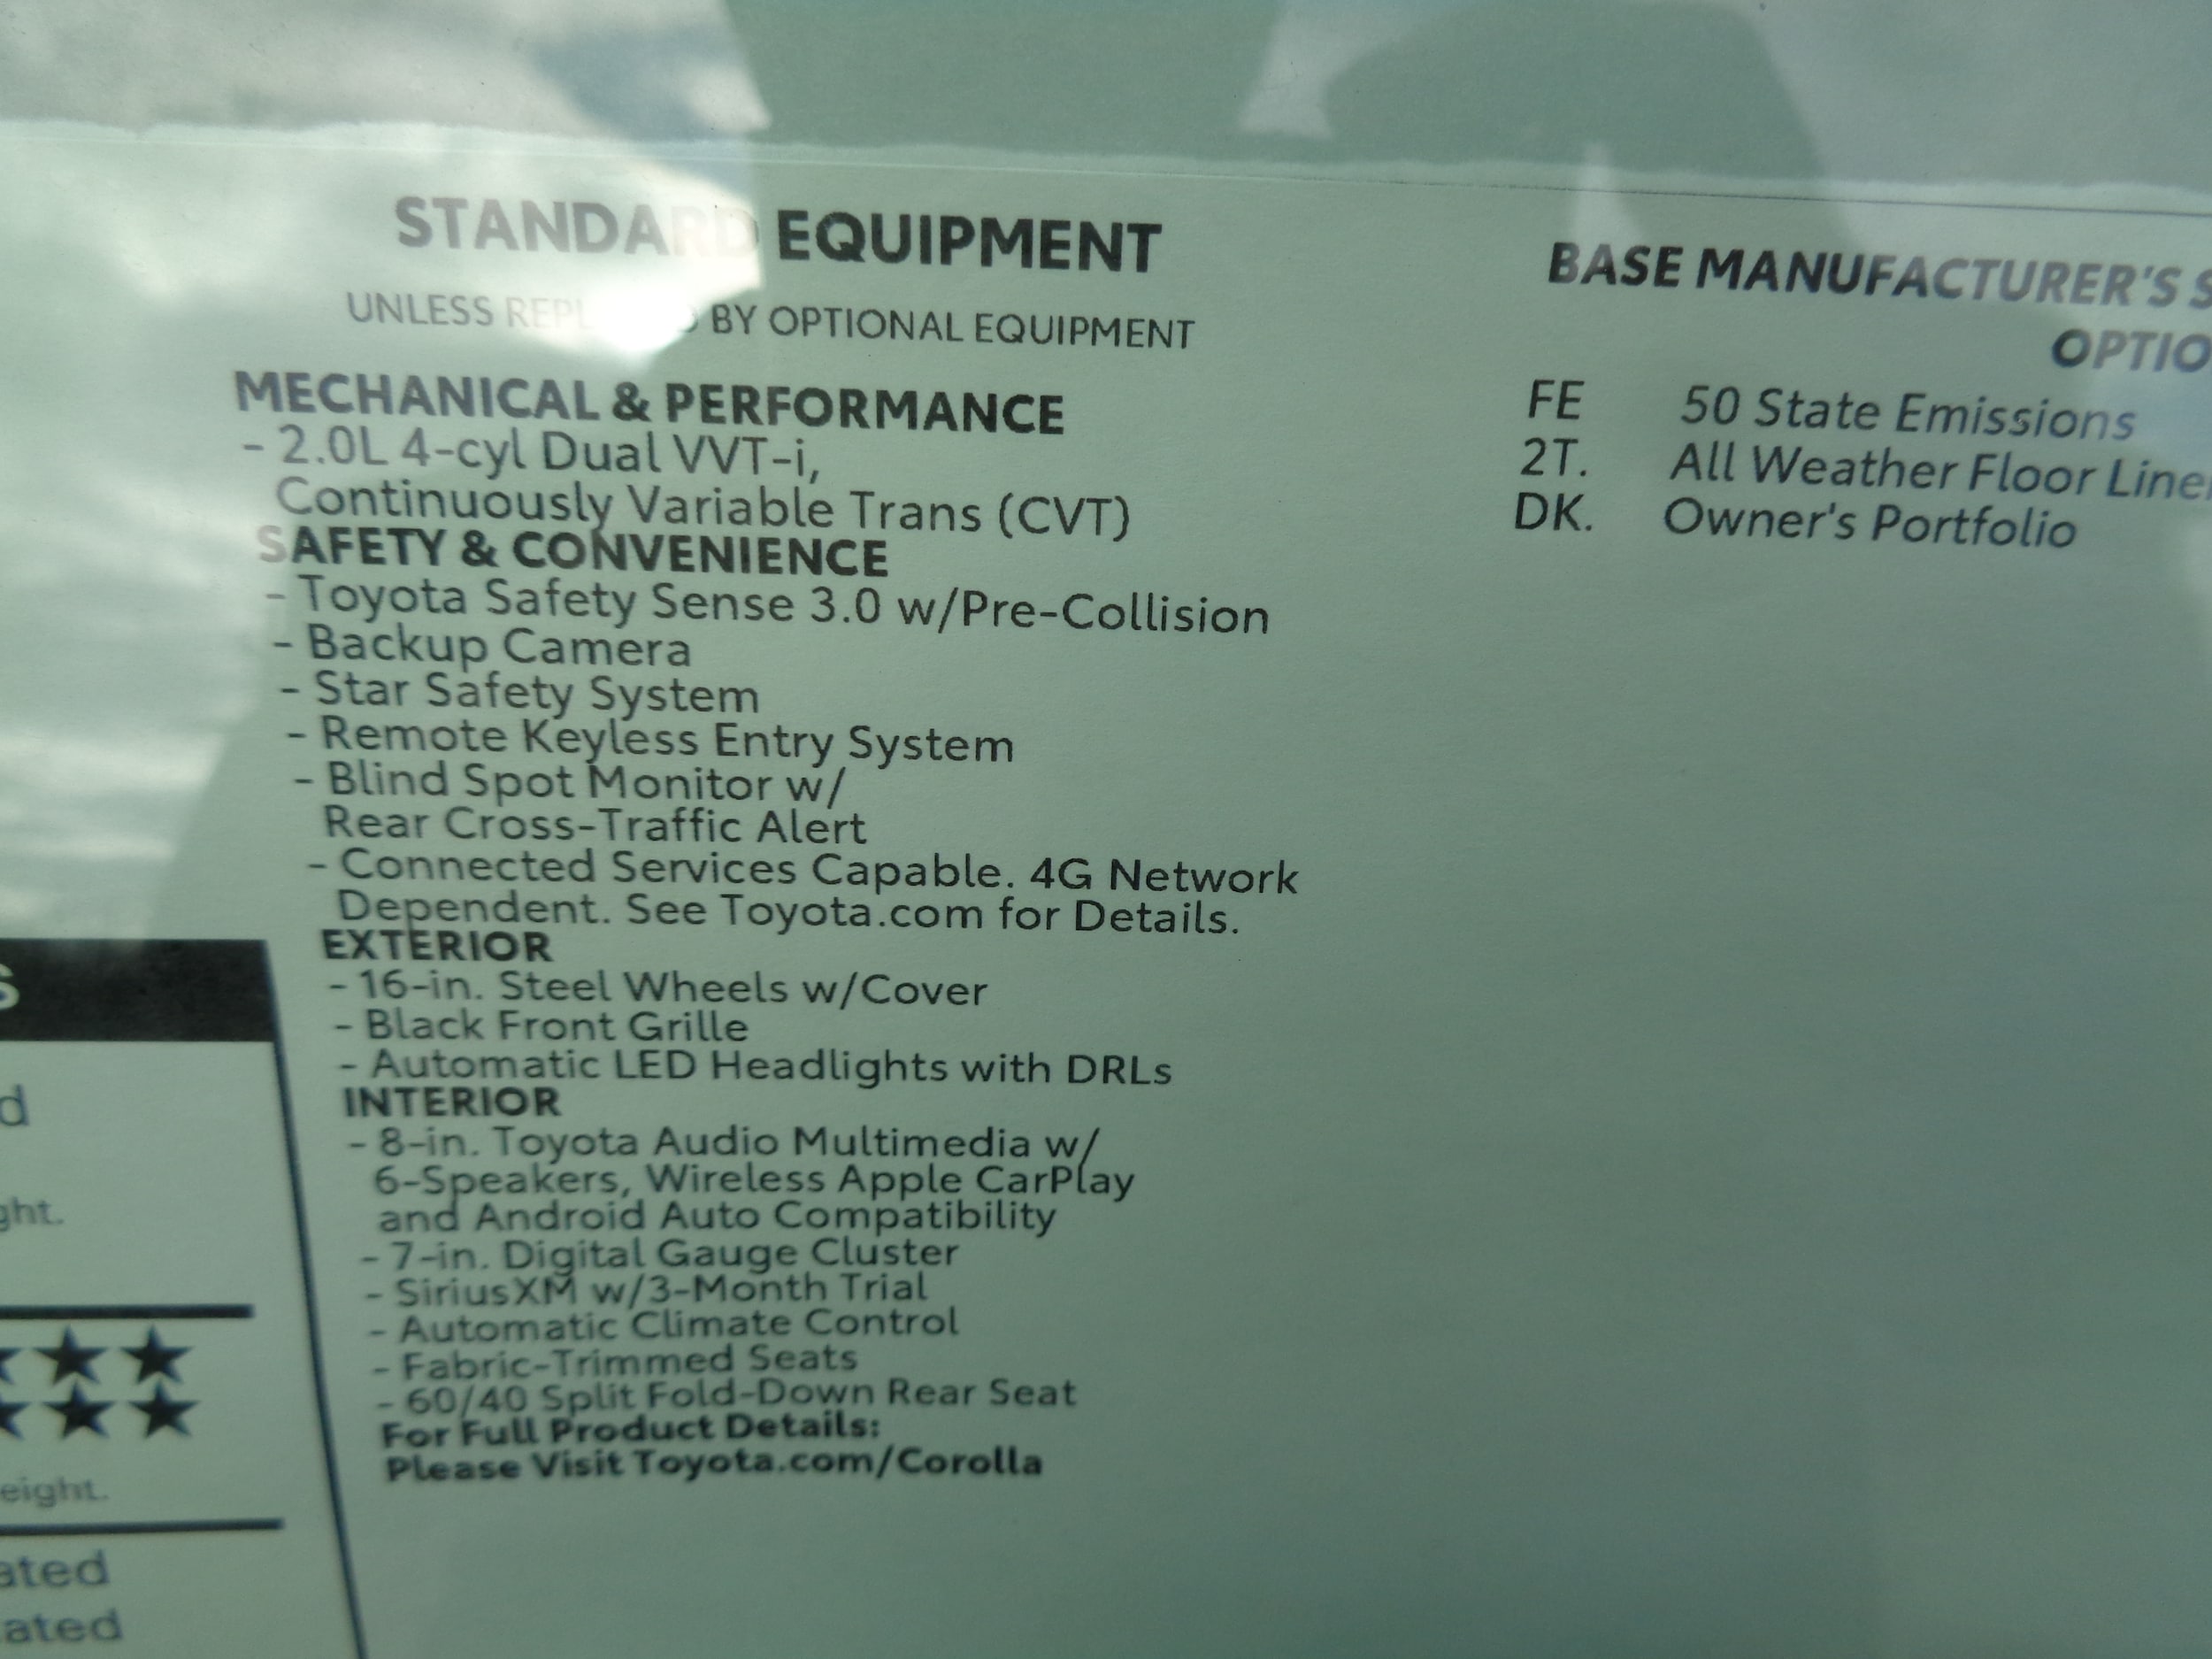 STANDARD EQUIPMENT
UNLESS BY OPTIONAL EQUIPMENT
MECHANICAL & PERFORMANCE
- 2.0L 4-cyl Dual VVT-i,
Continuously Variable Trans (CVT)
SAFETY & CONVENIENCE
- Toyota Safety Sense 3.0 w/Pre-Collision
- Backup Camera
- Star Safety System
- Remote Keyless Entry System
- Blind Spot Monitor w/
Rear Cross-Traffic Alert
- Connected Services Capable. 4G Network
Dependent. See Toyota.com for Details.
EXTERIOR
- 16-in. Steel Wheels w/Cover
- Black Front Grille
- Automatic LED Headlights with DRLs
INTERIOR
- 8-in. Toyota Audio Multimedia w/
6-Speakers, Wireless Apple CarPlay
and Android Auto Compatibility
- 7-in. Digital Gauge Cluster
- SiriusXM w/3-Month Trial
- Automatic Climate Control
- Fabric-Trimmed Seats
- 60/40 Split Fold-Down Rear Seat
For Full Product Details:
Please Visit Toyota.com/Corolla
BASE MANUFACTURER'S
FE 50 State Emissions
2T. All Weather Floor
DK. Owner's Portfolio